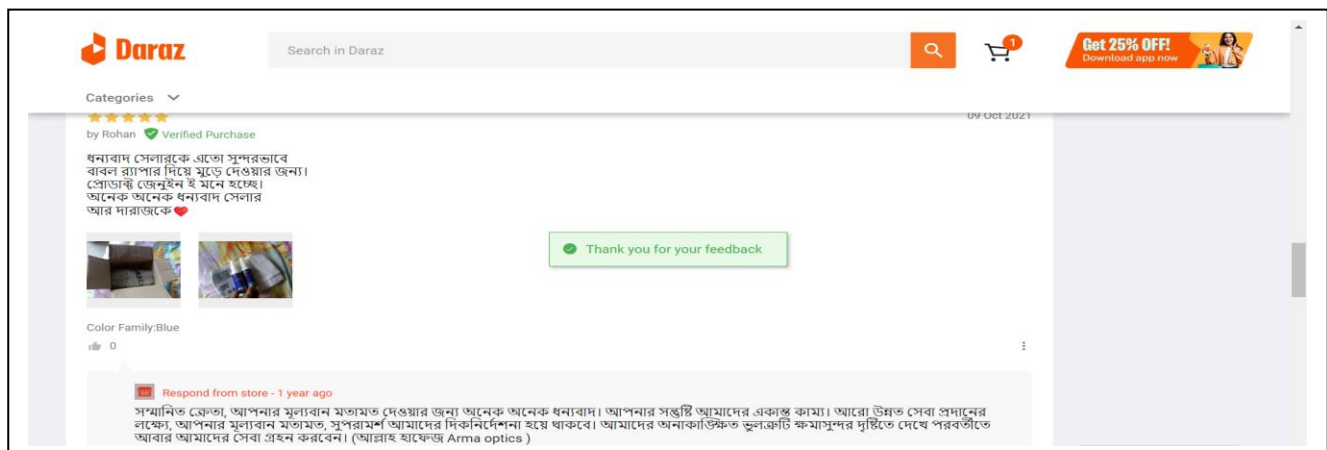 Daraz
Search in Daraz
1
Get 25% OFF!
Download app now
Categories
09 Oct 2021
by Rohan Verified Purchase
ধন্যবাদ সেলারকে এতো সুন্দরভাবে
বাবল র‍্যাপার দিয়ে মুড়ে দেওয়ার জন্য।
প্রোডাক্ট জেনুইন ই মনে হচ্ছে।
অনেক অনেক ধন্যবাদ সেলার
আর দারাজকে❤
Thank you for your feedback
Color Family:Blue
0
Respond from store - 1 year ago
সম্মানিত ক্রেতা, আপনার মূল্যবান মতামত দেওয়ার জন্য অনেক অনেক ধন্যবাদ। আপনার সন্তুষ্টি আমাদের একান্ত কাম্য। আরো উন্নত সেবা প্রদানের
লক্ষ্যে, আপনার মূল্যবান মতামত, সুপরামর্শ আমাদের দিকনির্দেশনা হয়ে থাকবে। আমাদের অনাকাঙ্ক্ষিত ভুলত্রুটি ক্ষমাসুন্দর দৃষ্টিতে দেখে পরবর্তীতে
আবার আমাদের সেবা গ্রহন করবেন। (আল্লাহ হাফেজ Arma optics )